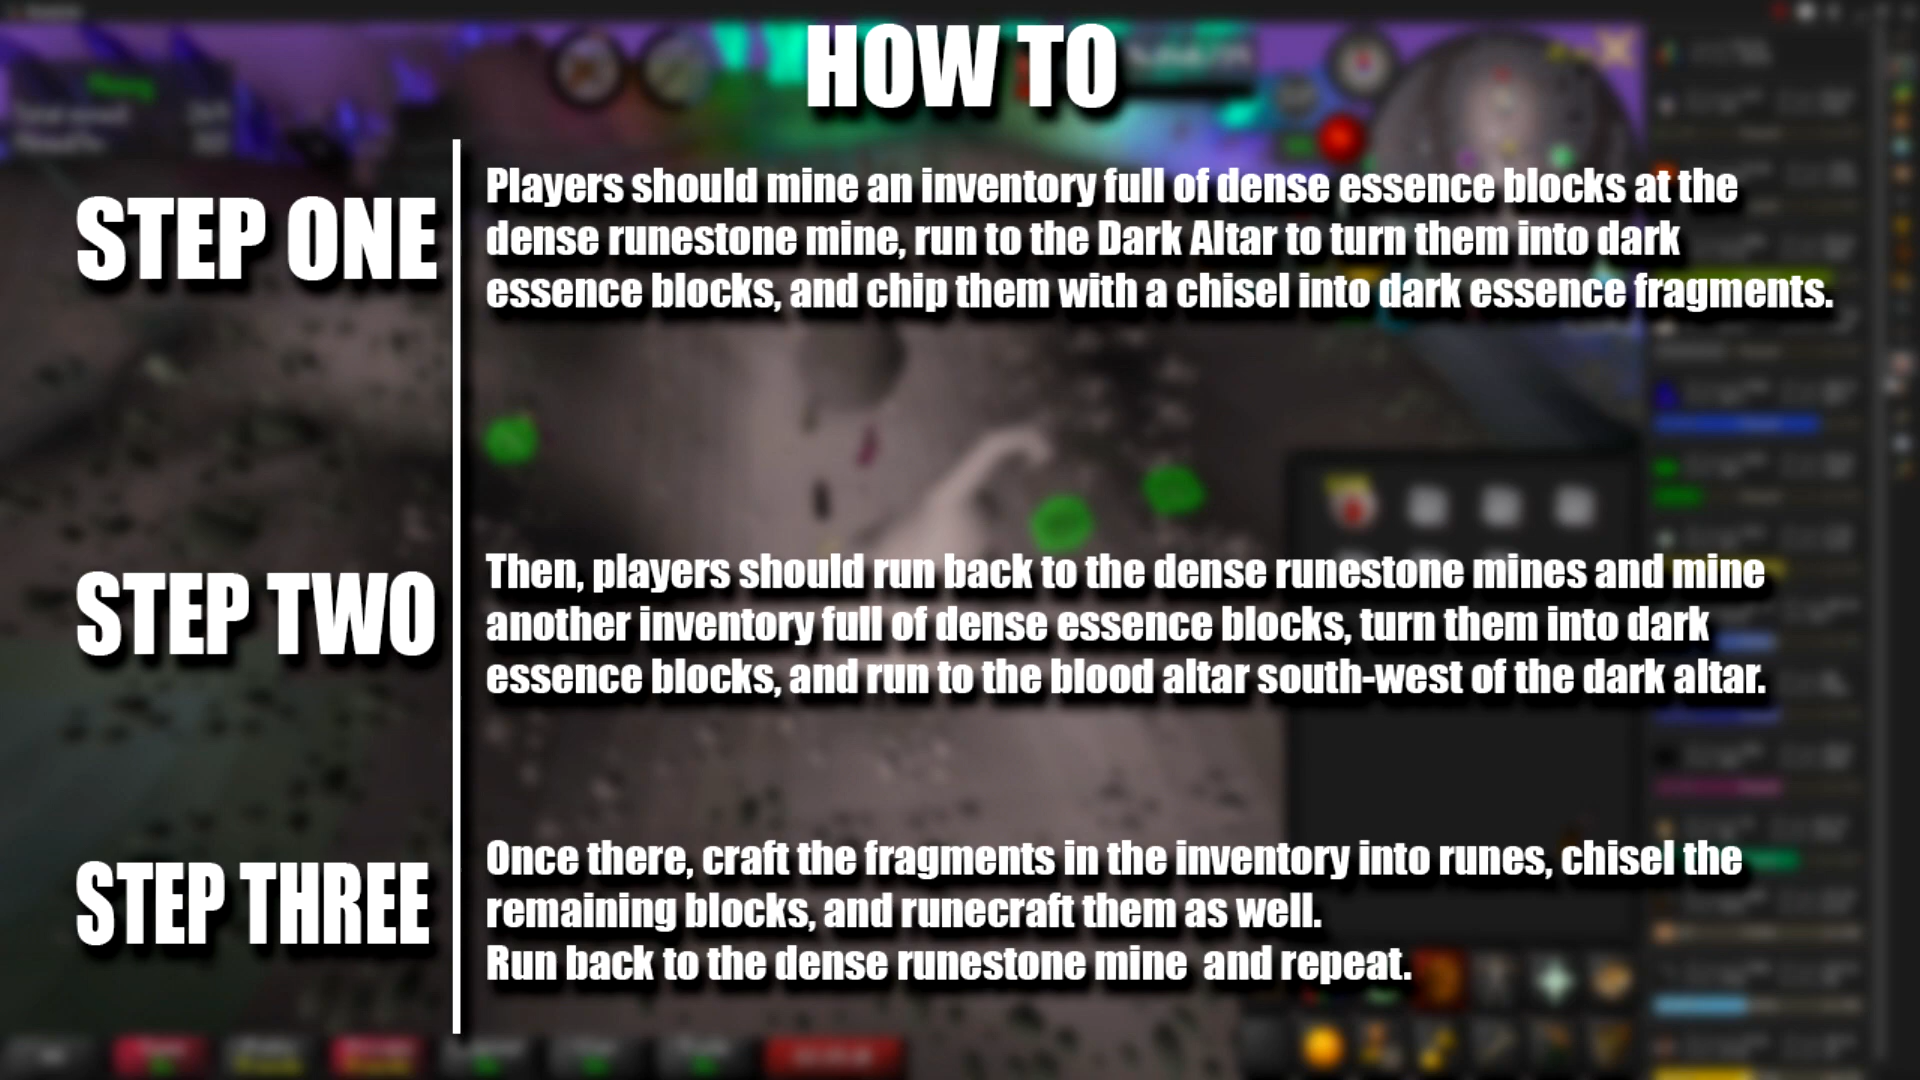 HOW TO
STEP ONE
Players should mine an inventory full of dense essence blocks at the
dense runestone mine, run to the Dark Altar to turn them into dark
essence blocks, and chip them with a chisel into dark essence fragments.
STEP TWO
Then, players should run back to the dense runestone mines and mine
another inventory full of dense essence blocks, turn them into dark
essence blocks, and run to the blood altar south-west of the dark altar.
STEP THREE
Once there, craft the fragments in the inventory into runes, chisel the
remaining blocks, and runecraft them as well.
Run back to the dense runestone mine and repeat.